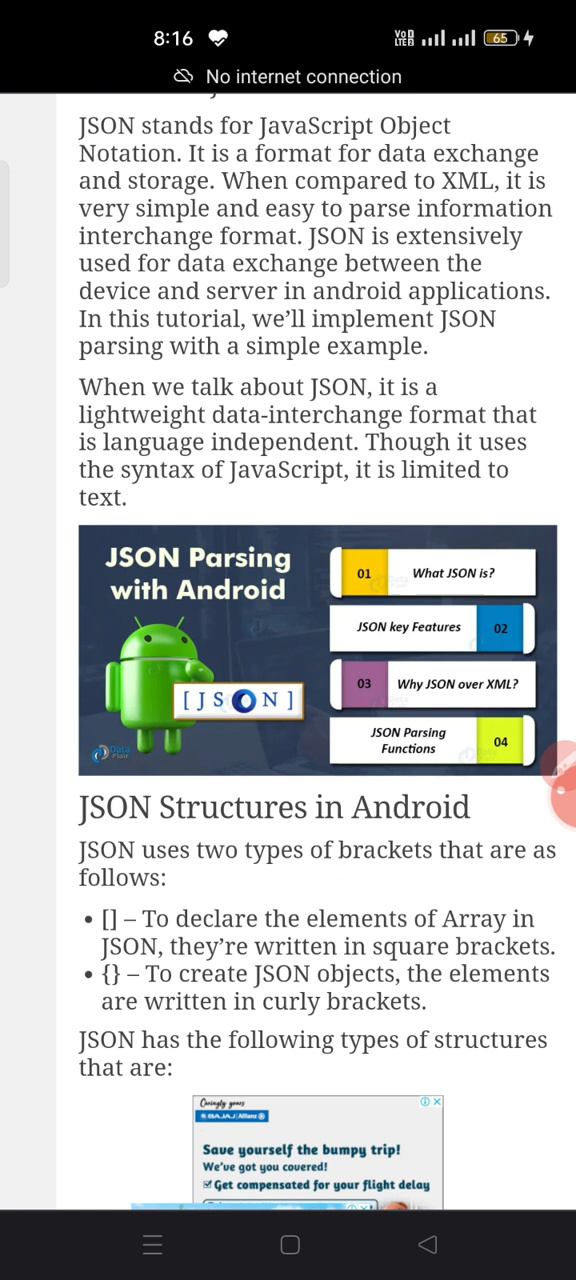 8:16
Vo LTE2
65
No internet connection
JSON stands for JavaScript Object
Notation. It is a format for data exchange
and storage. When compared to XML, it is
very simple and easy to parse information
interchange format. JSON is extensively
used for data exchange between the
device and server in android applications.
In this tutorial, we’ll implement JSON
parsing with a simple example.
When we talk about JSON, it is a
lightweight data-interchange format that
is language independent. Though it uses
the syntax of JavaScript, it is limited to
text.
JSON Parsing
with Android
[JSON]
Data
Flair
01 What JSON is?
JSON key Features 02
03 Why JSON over XML?
JSON Parsing
Functions 04
JSON Structures in Android
JSON uses two types of brackets that are as
follows:
• [] – To declare the elements of Array in
JSON, they’re written in square brackets.
• {} – To create JSON objects, the elements
are written in curly brackets.
JSON has the following types of structures
that are:
Caringly yours
BAJAJ Allianz
Save yourself the bumpy trip!
We’ve got you covered!
Get compensated for your flight delay